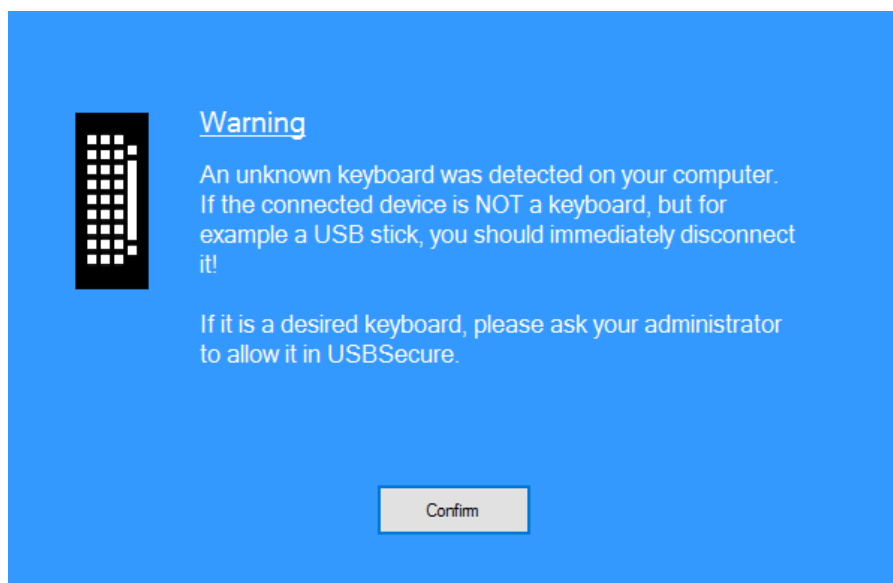 Warning
An unknown keyboard was detected on your computer.
If the connected device is NOT a keyboard, but for
example a USB stick, you should immediately disconnect
it!
If it is a desired keyboard, please ask your administrator
to allow it in USBSecure.
Confirm